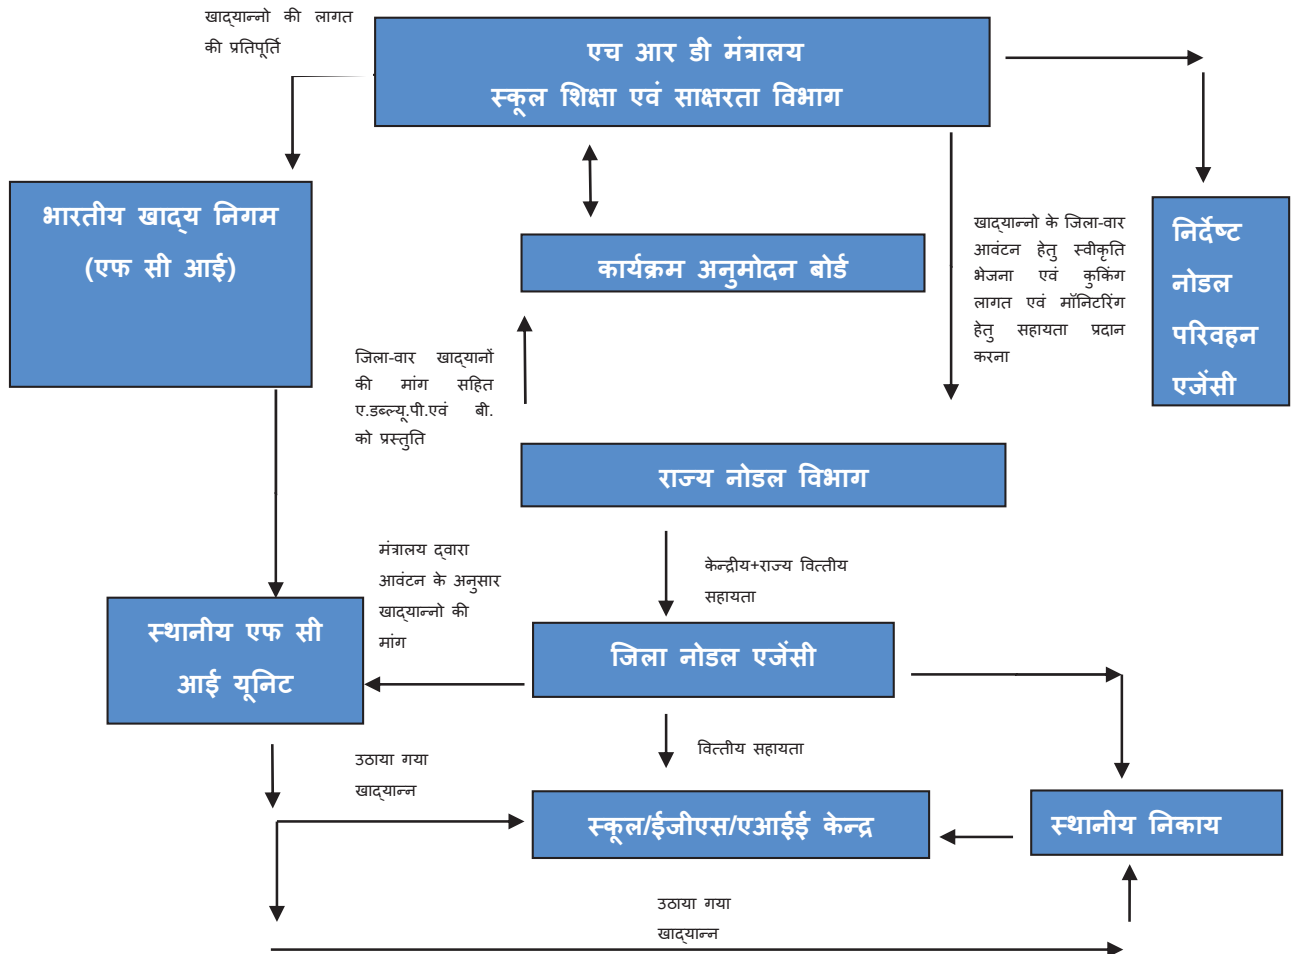 खाद्यान्नो की लागत
की प्रतिपूर्ति
एच आर डी मंत्रालय
स्कूल शिक्षा एवं साक्षरता विभाग
भारतीय खाद्य निगम
(एफ सी आई)
कार्यक्रम अनुमोदन बोर्ड
खाद्यान्नो के जिला-वार
आवंटन हेतु स्वीकृति
भेजना एवं कुकिंग
लागत एवं मॉनिटरिंग
हेतु सहायता प्रदान
करना
निर्देष्ट
नोडल
परिवहन
एजेंसी
जिला-वार खाद्यानों
की मांग सहित
ए.डब्ल्यू.पी.एवं बी.
को प्रस्तुति
राज्य नोडल विभाग
मंत्रालय द्वारा
आवंटन के अनुसार
खाद्यान्नो की
मांग
केन्द्रीय+राज्य वित्तीय
सहायता
स्थानीय एफ सी
आई यूनिट
जिला नोडल एजेंसी
वित्तीय सहायता
उठाया गया
खाद्यान्न
स्कूल/ईजीएस/एआईई केन्द्र
स्थानीय निकाय
उठाया गया
खाद्यान्न